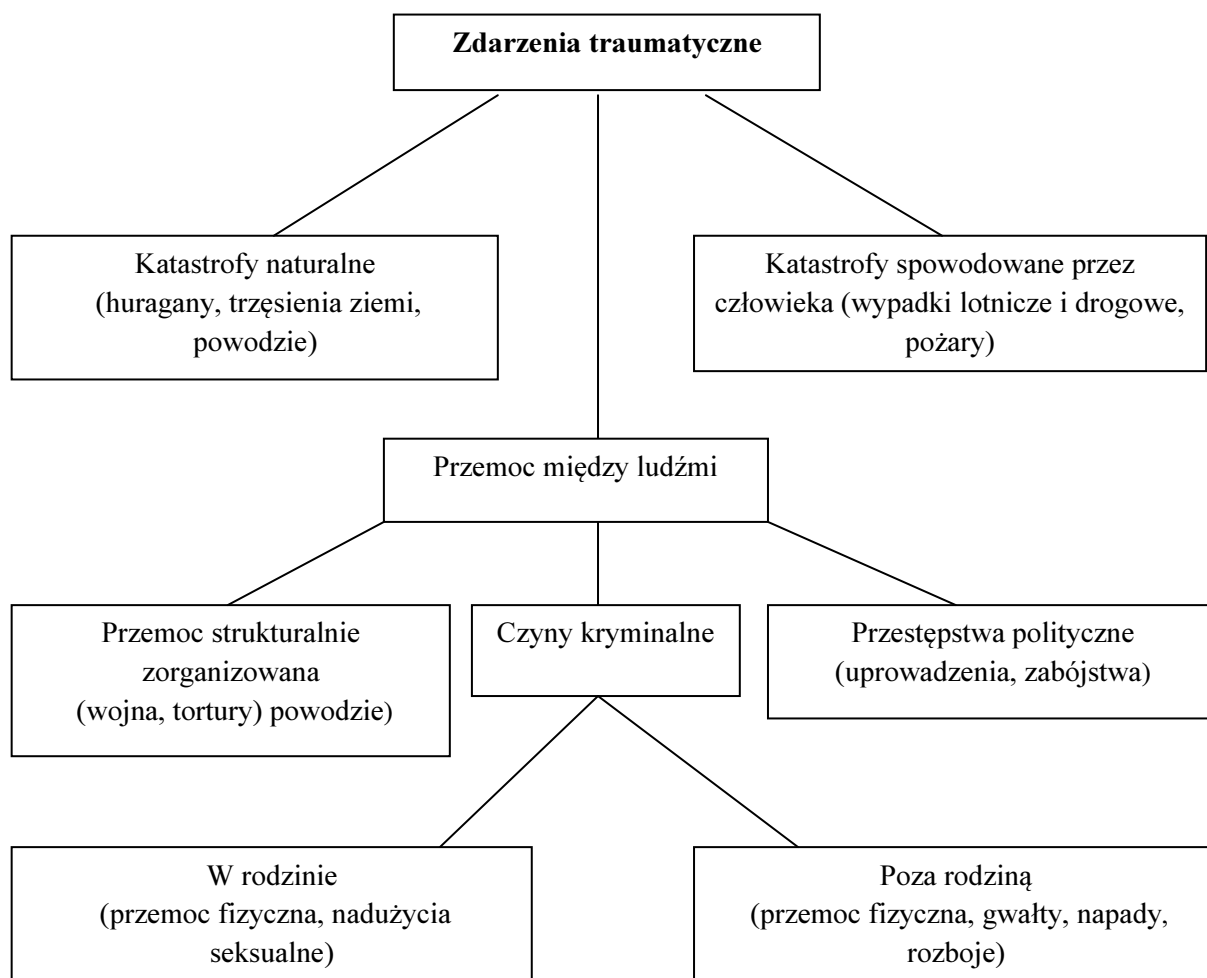 Zdarzenia traumatyczne
Katastrofy naturalne
(huragany, trzęsienia ziemi,
powodzie)
Katastrofy spowodowane przez
człowieka (wypadki lotnicze i drogowe,
pożary)
Przemoc między ludźmi
Przemoc strukturalnie
zorganizowana
(wojna, tortury) powodzie)
Czyny kryminalne
Przestępstwa polityczne
(uprowadzenia, zabójstwa)
W rodzinie
(przemoc fizyczna, nadużycia
seksualne)
Poza rodziną
(przemoc fizyczna, gwałty, napady,
rozboje)